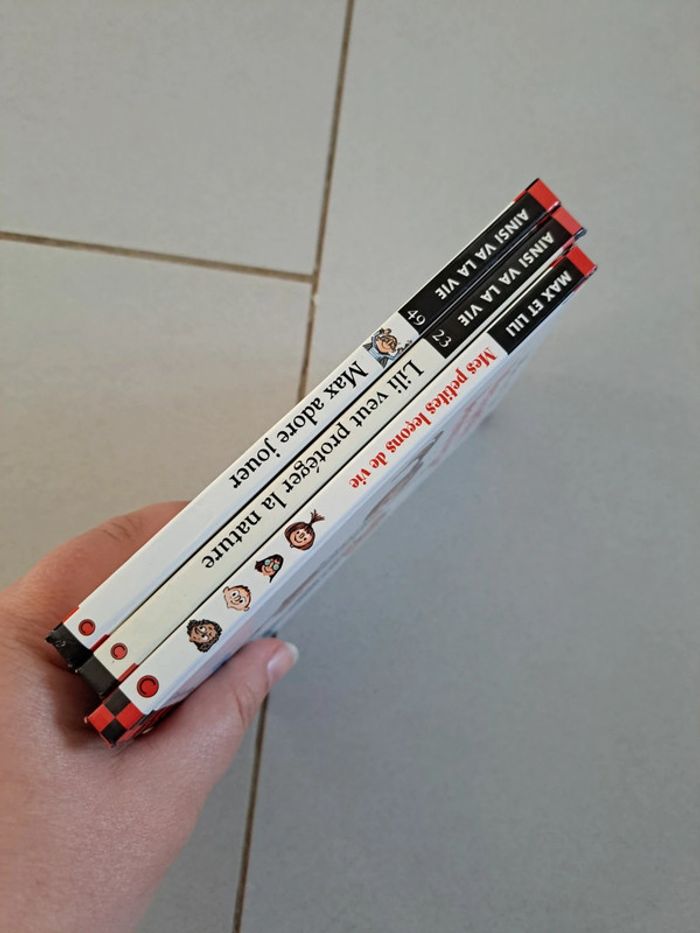 AINSI VA LA VIE 49 Max adore jouer C
AINSI VA LA VIE 23 Lili veut protéger la nature C
MAX ET LILI Mes petites leçons de vie C